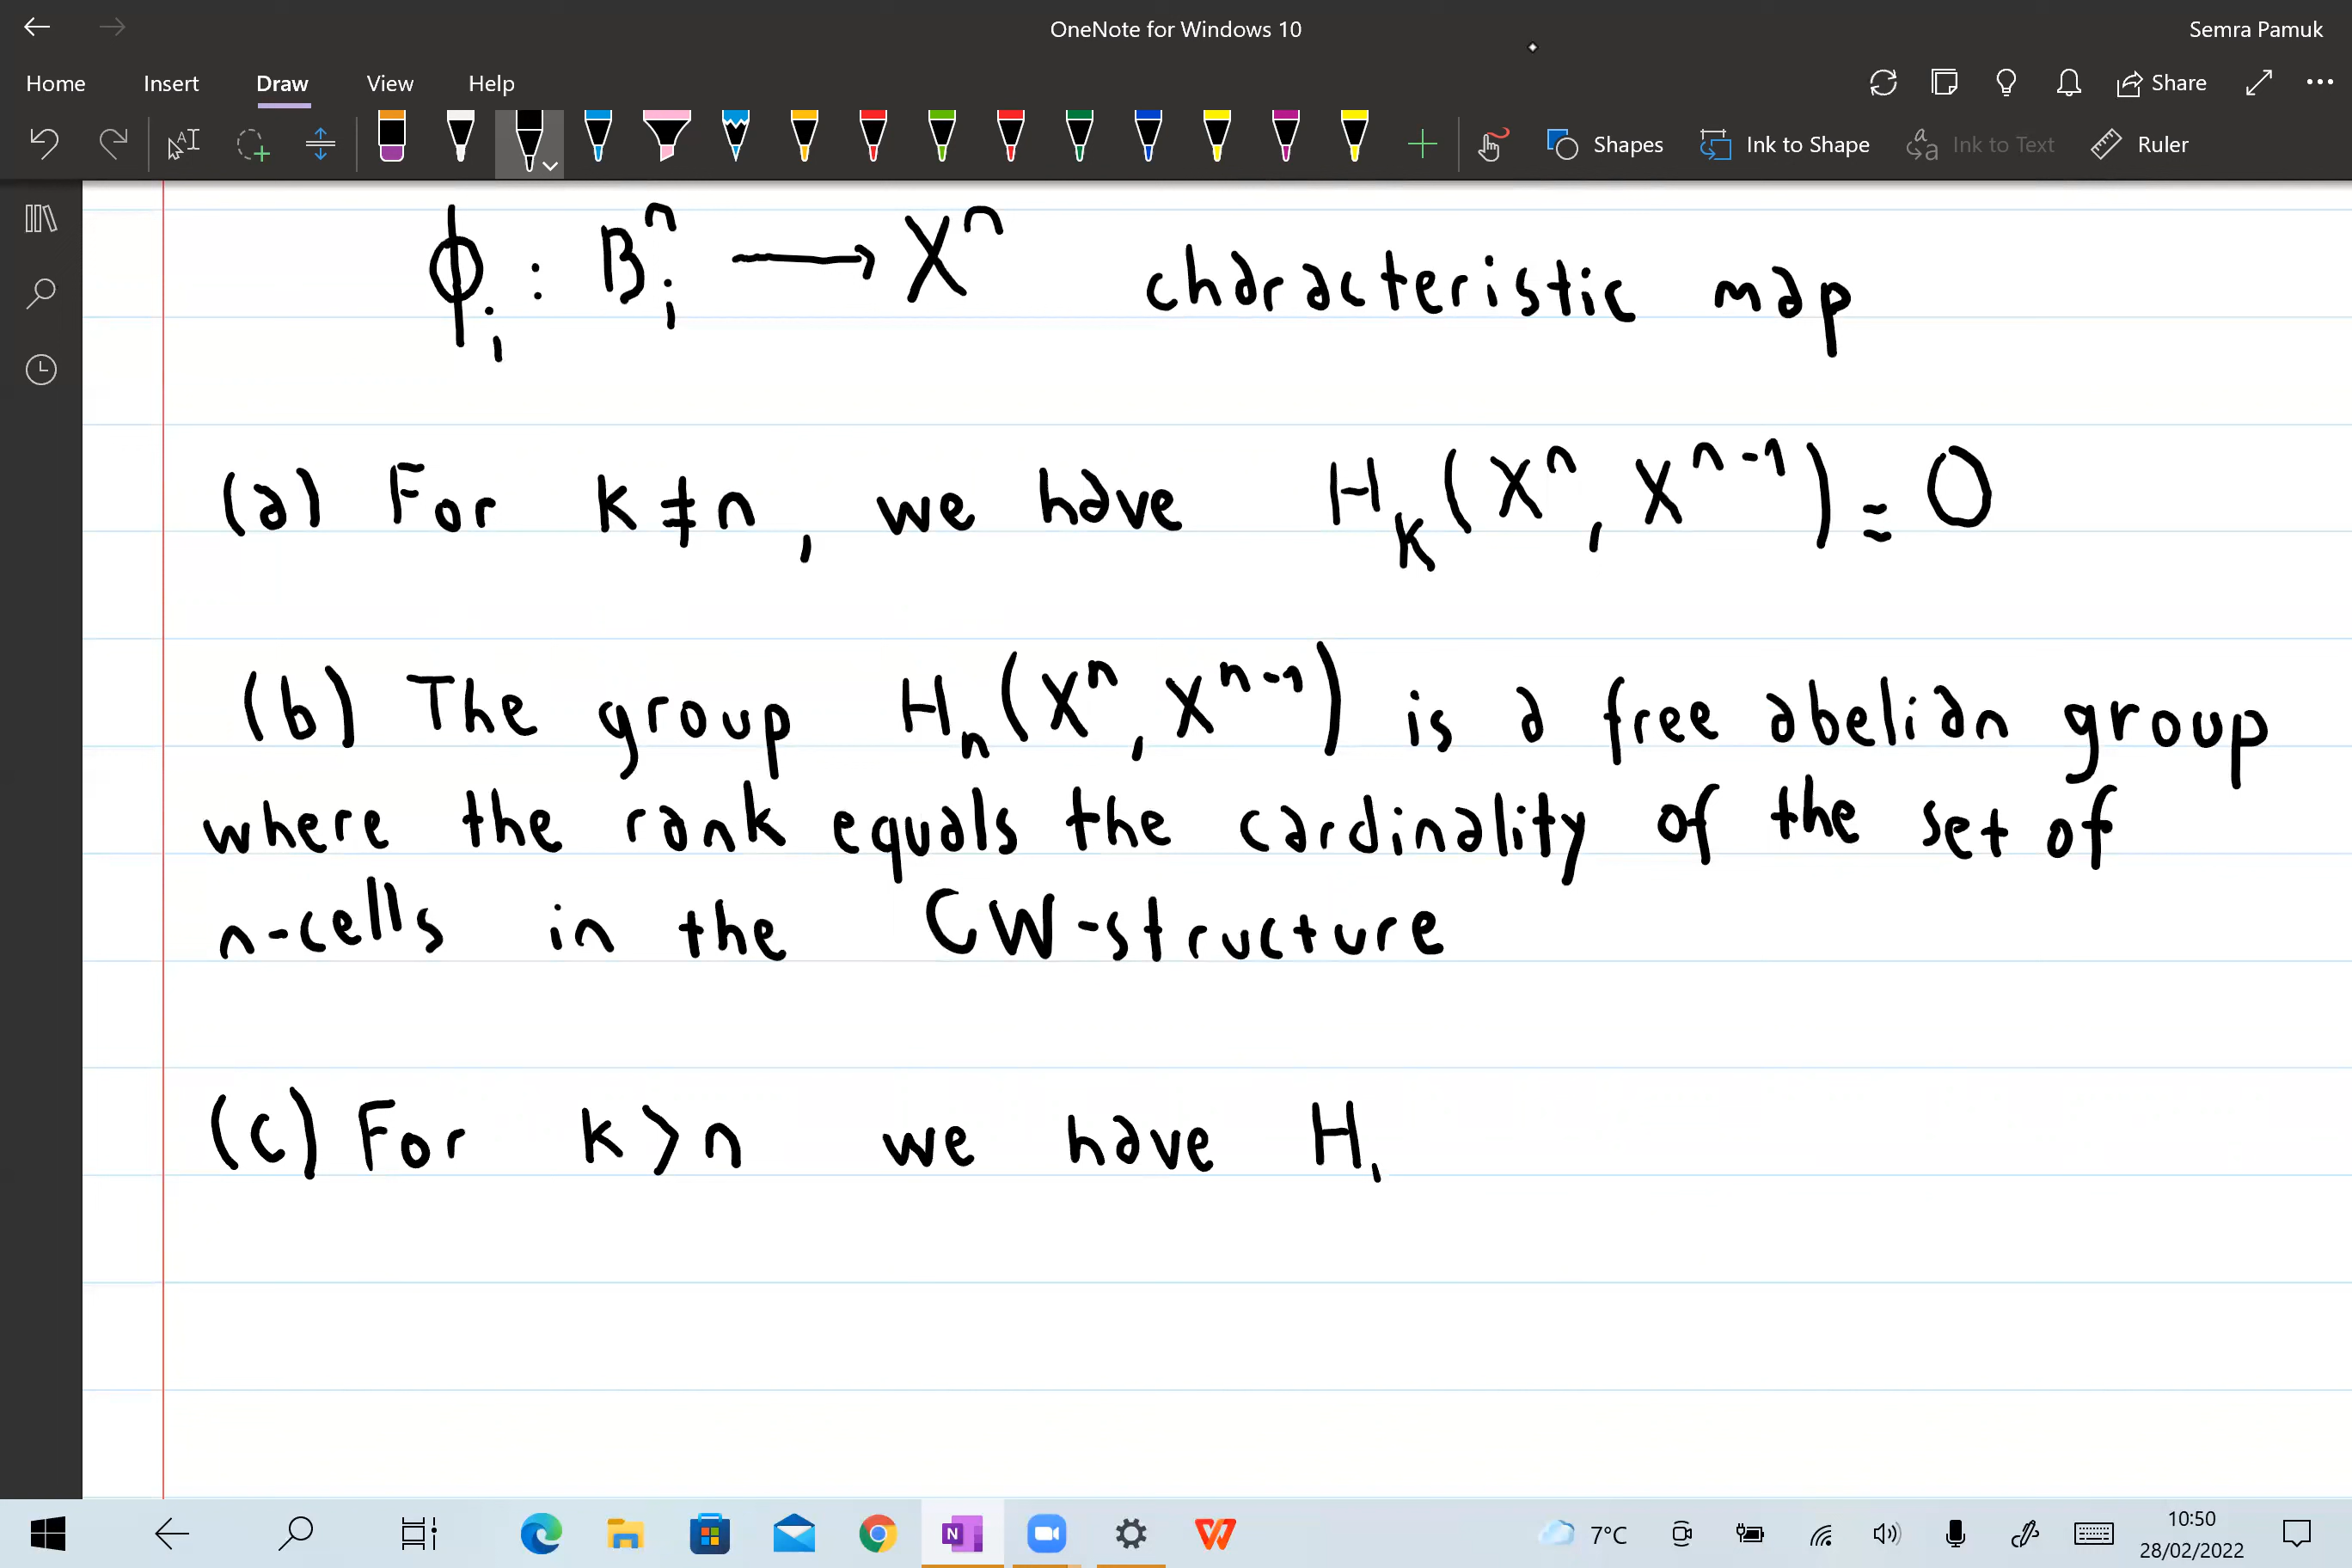 OneNote for Windows 10
Semra Pamuk
Home Insert Draw View Help
Share
Shapes Ink to Shape Ink to Text Ruler
ϕᵢ : Bᵢⁿ ⟶ Xⁿ characteristic map
(a) For k ≠ n, we have Hₖ(Xⁿ, Xⁿ⁻¹) = 0
(b) The group Hₙ(Xⁿ, Xⁿ⁻¹) is a free abelian group
where the rank equals the cardinality of the set of
n-cells in the CW-structure
(c) For k > n we have H
7°C
10:50
28/02/2022